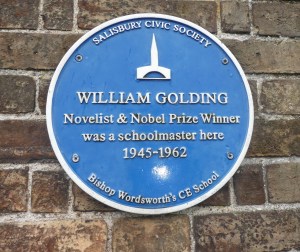 SALISBURY CIVIC SOCIETY
WILLIAM GOLDING
Novelist & Nobel Prize Winner
was a schoolmaster here
1945-1962
Bishop Wordsworth's CE School